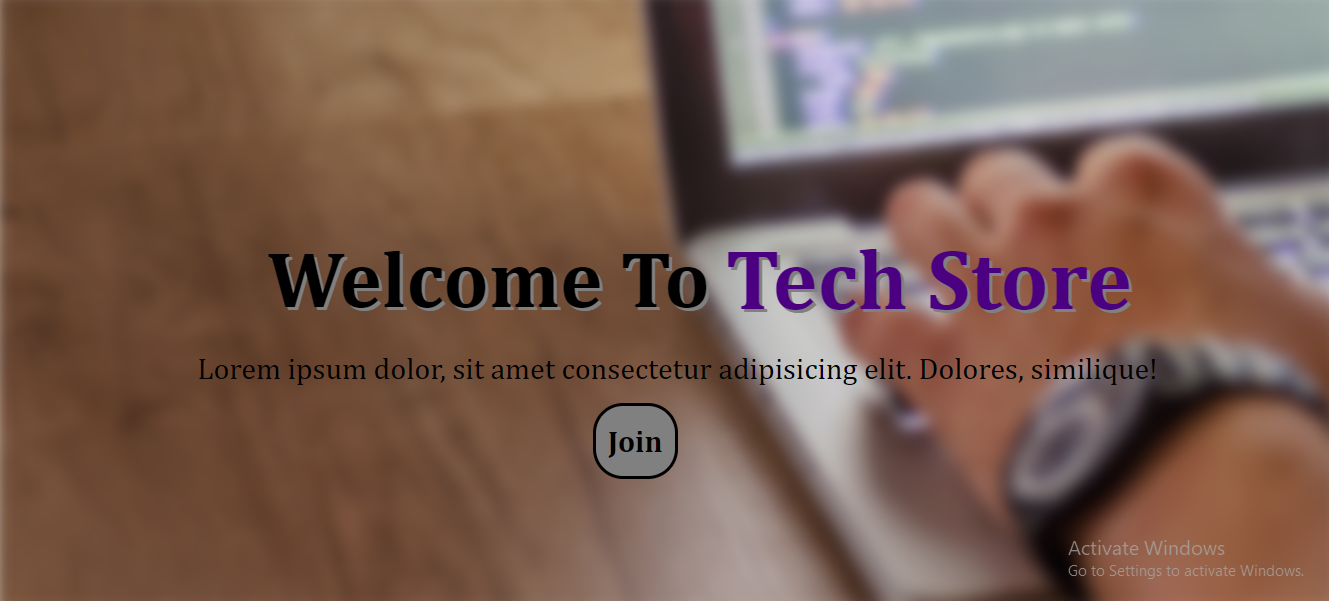 Welcome To Tech Store
Lorem ipsum dolor, sit amet consectetur adipisicing elit. Dolores, similique!
Join
Activate Windows
Go to Settings to activate Windows.